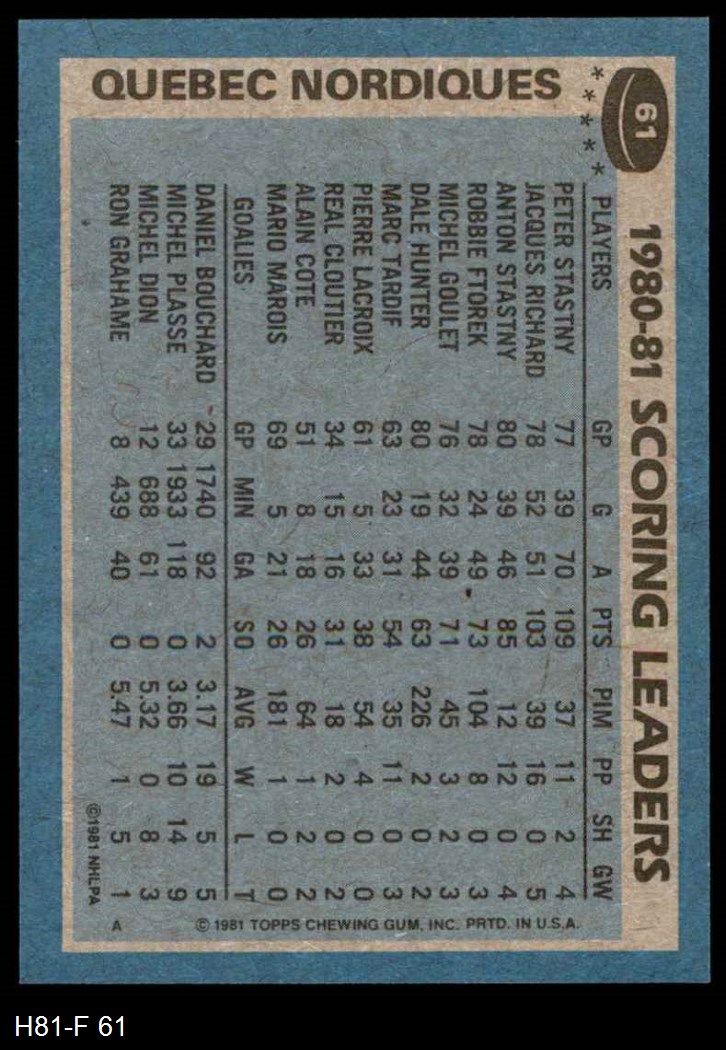 61
1980-81 SCORING LEADERS
QUEBEC NORDIQUES
PLAYERS GP G A PTS PIM PP SH GW
PETER STASTNY 77 39 70 109 37 11 2 4
JACQUES RICHARD 78 52 51 103 39 16 0 5
ANTON STASTNY 80 39 46 85 12 12 0 4
ROBBIE FTOREK 78 24 49 73 104 8 0 3
MICHEL GOULET 76 32 39 71 45 3 2 3
DALE HUNTER 80 19 44 63 226 2 0 2
MARC TARDIF 63 23 31 54 35 11 0 3
PIERRE LACROIX 61 5 33 38 54 4 0 0
REAL CLOUTIER 34 15 16 31 18 2 0 2
ALAIN COTE 51 8 18 26 64 1 2 2
MARIO MAROIS 69 5 21 26 181 1 0 0
GOALIES GP MIN GA SO AVG W L T
DANIEL BOUCHARD 29 1740 92 2 3.17 19 5 5
MICHEL PLASSE 33 1933 118 0 3.66 10 14 9
MICHEL DION 12 688 61 0 5.32 0 8 3
RON GRAHAME 8 439 40 0 5.47 1 5 1
© 1981 TOPPS CHEWING GUM, INC. PRTD. IN U.S.A.
©1981 NHLPA
A
H81-F 61